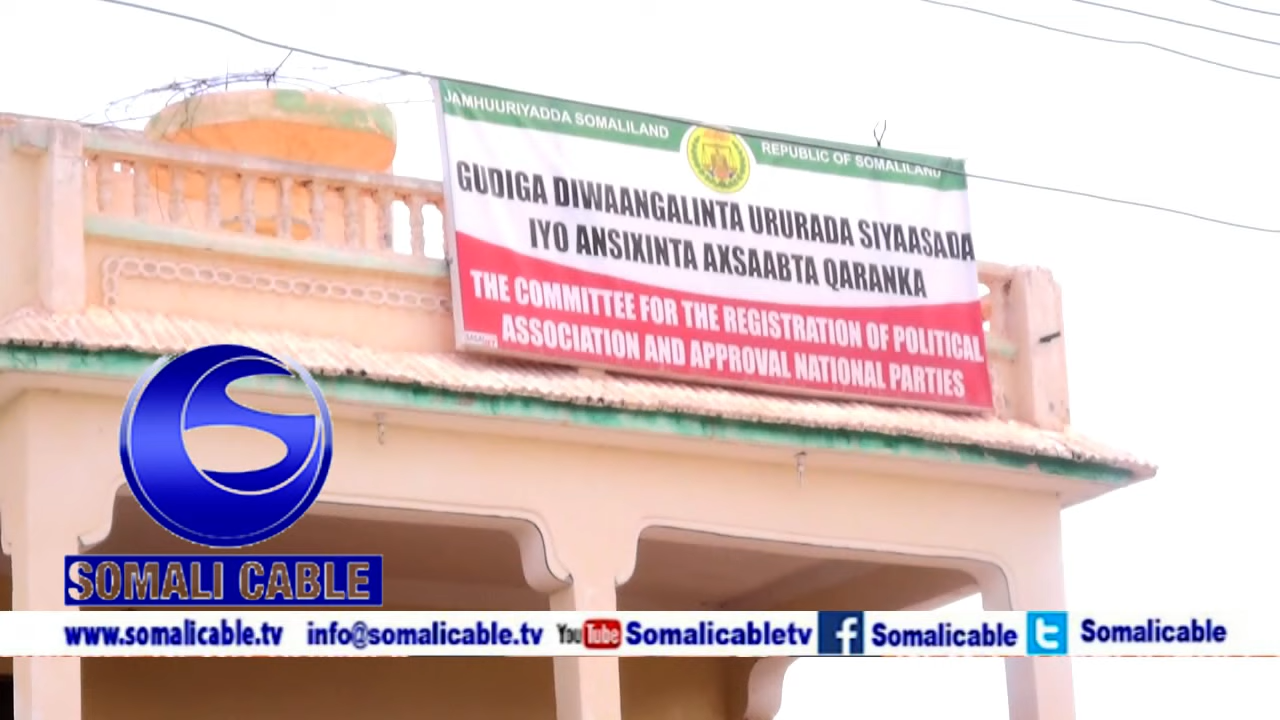 JAMHUURIYADDA SOMALILAND
REPUBLIC OF SOMALILAND
GUDIGA DIWAANGALINTA URURADA SIYAASADA
IYO ANSIXINTA AXSAABTA QARANKA
THE COMMITTEE FOR THE REGISTRATION OF POLITICAL
ASSOCIATION AND APPROVAL NATIONAL PARTIES
SOMALI CABLE
www.somalicable.tv info@somalicable.tv YouTube Somalicabletv f Somalicable t Somalicable